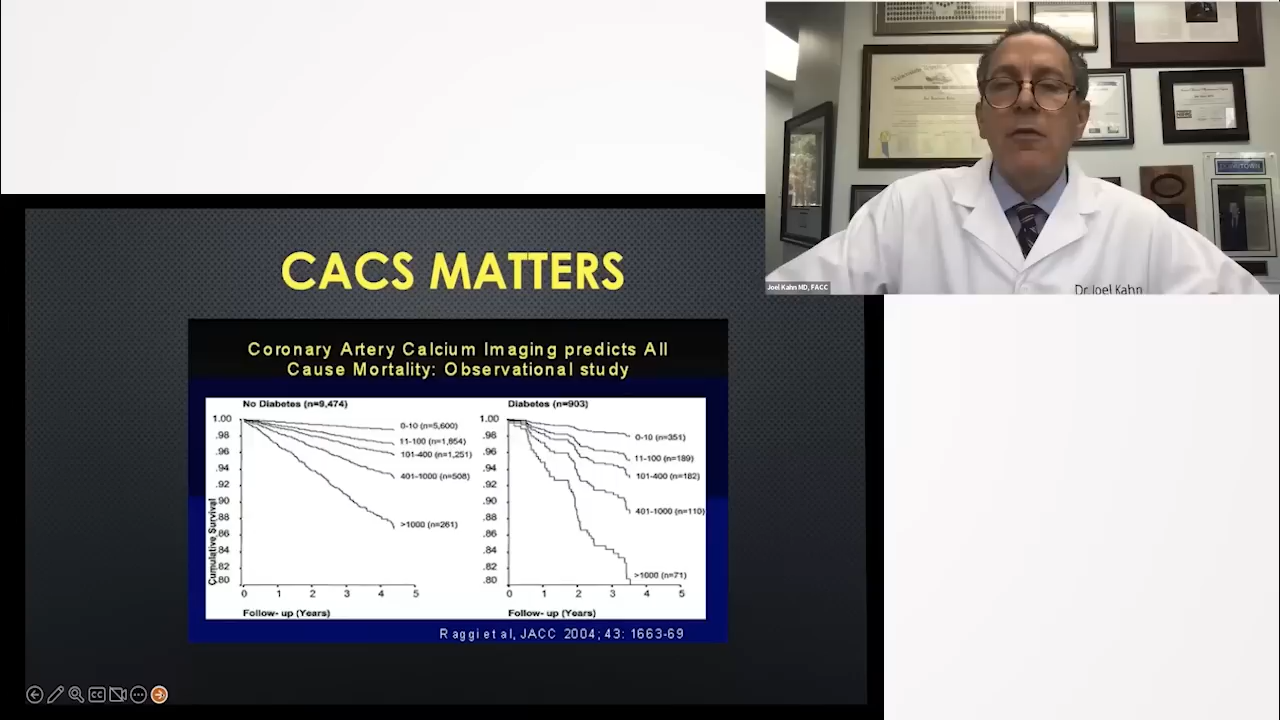 CACS MATTERS
Coronary Artery Calcium Imaging predicts All
Cause Mortality: Observational study
No Diabetes (n=9,474)
1.00
.98
.96
.94
.92
.90
.88
.86
.84
.82
.80
Cumulative Survival
0-10 (n=5,600)
11-100 (n=1,854)
101-400 (n=1,251)
401-1000 (n=508)
>1000 (n=261)
0 1 2 3 4 5
Follow- up (Years)
Diabetes (n=903)
1.00
.98
.96
.94
.92
.90
.88
.86
.84
.82
.80
0-10 (n=351)
11-100 (n=189)
101-400 (n=182)
401-1000 (n=110)
>1000 (n=71)
0 1 2 3 4 5
Follow- up (Years)
Raggi et al, JACC 2004; 43: 1663-69
CC
Joel Kahn MD, FACC
Dr. Joel Kahn